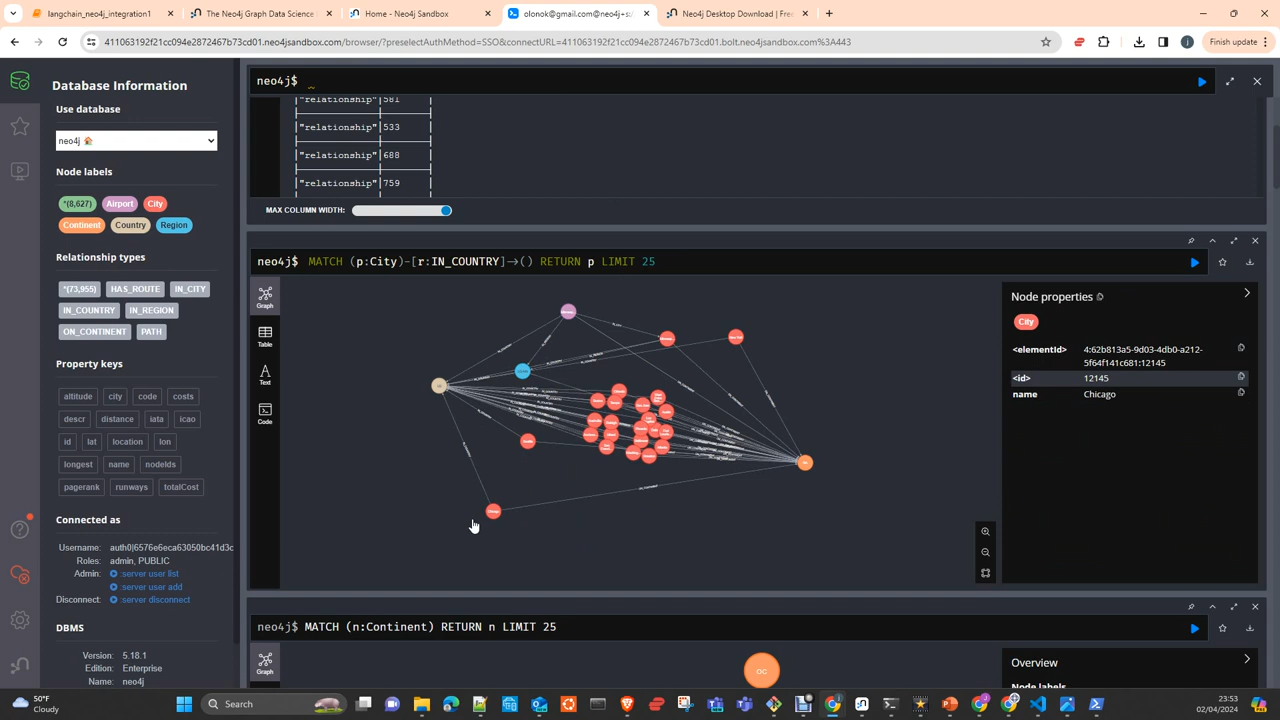 langchain_neo4j_integration1
The Neo4j Graph Data Science
Home - Neo4j Sandbox
olonok@gmail.com@neo4j+s:
Neo4j Desktop Download | Free
411063192f21cc094e2872467b73cd01.neo4jsandbox.com/browser/?preselectAuthMethod=SSO&connectURL=411063192f21cc094e2872467b73cd01.bolt.neo4jsandbox.com%3A443
Finish update
Database Information
Use database
neo4j
Node labels
*(8,627)
Airport
City
Continent
Country
Region
Relationship types
*(73,955)
HAS_ROUTE
IN_CITY
IN_COUNTRY
IN_REGION
ON_CONTINENT
PATH
Property keys
altitude
city
code
costs
descr
distance
iata
icao
id
lat
location
lon
longest
name
nodeIds
pagerank
runways
totalCost
Connected as
Username: auth0|6576e6eca63050bc41d3c
Roles: admin, PUBLIC
Admin: :server user list
:server user add
Disconnect: :server disconnect
DBMS
Version: 5.18.1
Edition: Enterprise
Name: neo4j
neo4j$ _
|"relationship"|581
|"relationship"|533
|"relationship"|688
|"relationship"|759
MAX COLUMN WIDTH:
neo4j$ MATCH (p:City)-[r:IN_COUNTRY]->() RETURN p LIMIT 25
Graph
Table
Text
Code
Node properties
City
<elementId> 4:62b813a5-9d03-4db0-a212-
5f64f141c681:12145
<id> 12145
name Chicago
neo4j$ MATCH (n:Continent) RETURN n LIMIT 25
Graph
OC
Overview
Node labels
50°F
Cloudy
Search
23:53
02/04/2024